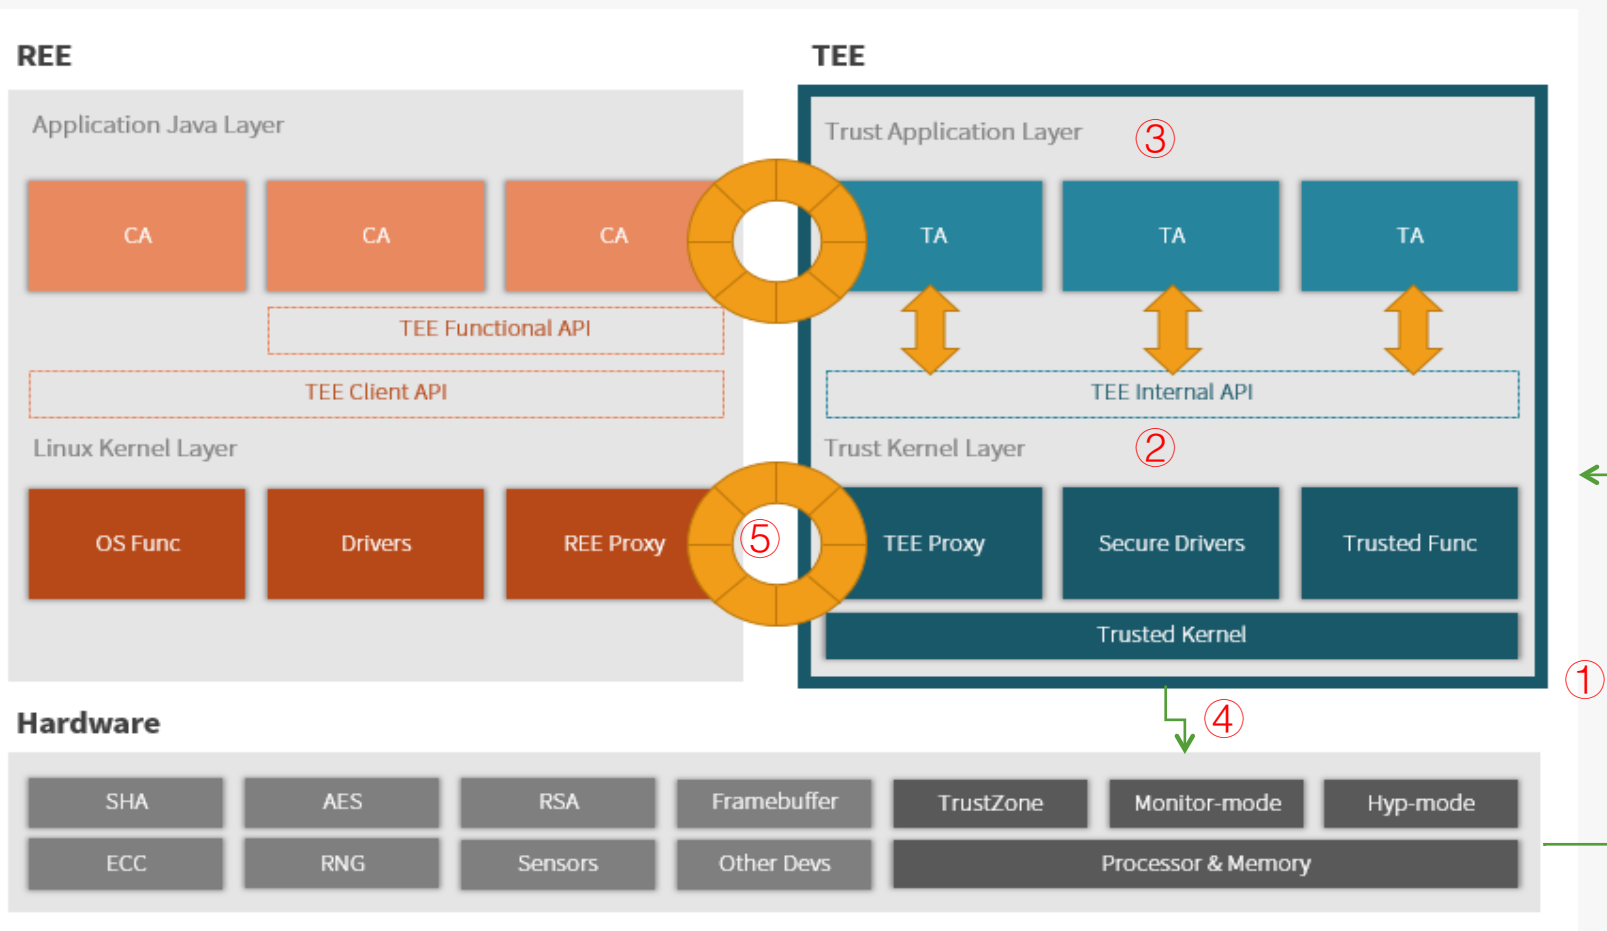 REE
TEE
Application Java Layer
Trust Application Layer
③
CA
CA
CA
TA
TA
TA
TEE Functional API
TEE Client API
TEE Internal API
Linux Kernel Layer
Trust Kernel Layer
②
OS Func
Drivers
REE Proxy
⑤
TEE Proxy
Secure Drivers
Trusted Func
Trusted Kernel
①
④
Hardware
SHA
AES
RSA
Framebuffer
TrustZone
Monitor-mode
Hyp-mode
ECC
RNG
Sensors
Other Devs
Processor & Memory